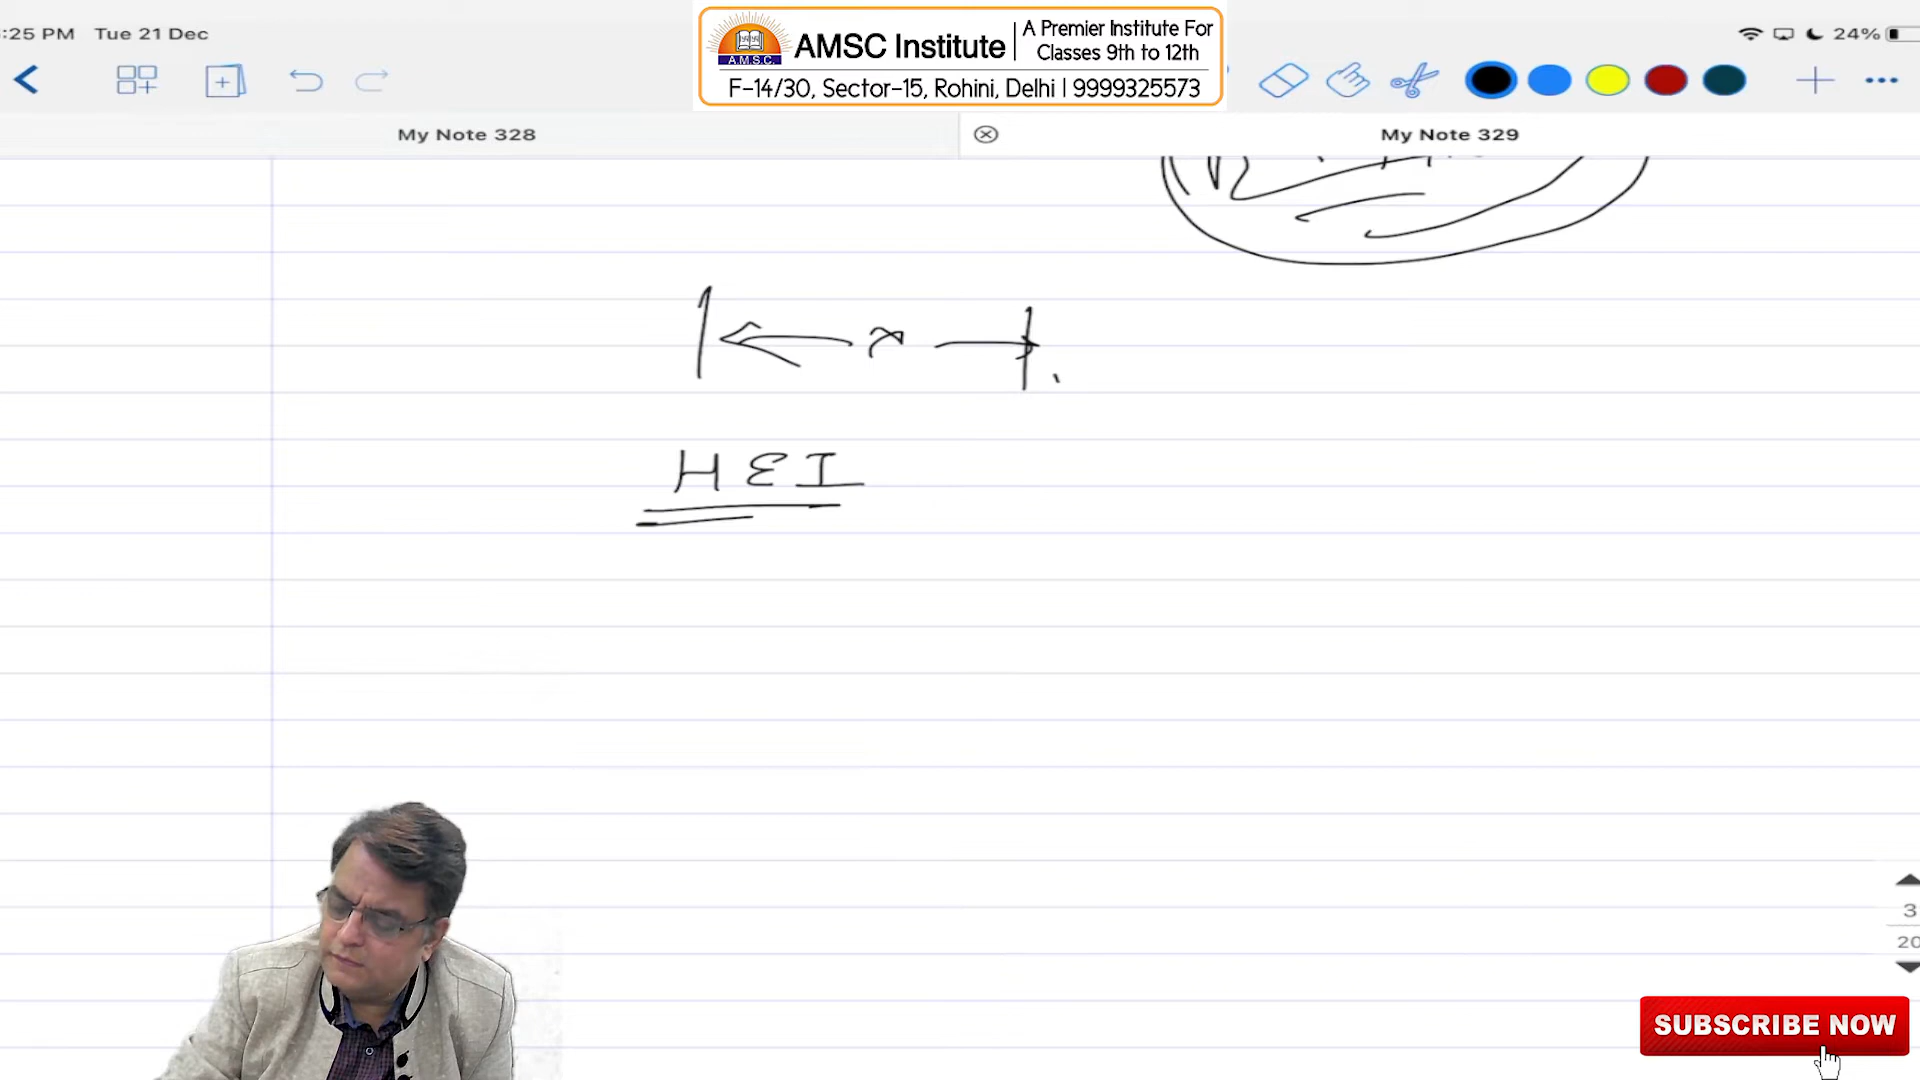 :25 PM Tue 21 Dec
A.M.S.C.
AMSC Institute
A Premier Institute For
Classes 9th to 12th
F-14/30, Sector-15, Rohini, Delhi | 9999325573
24%
My Note 328
My Note 329
x
HEI
3
20
SUBSCRIBE NOW